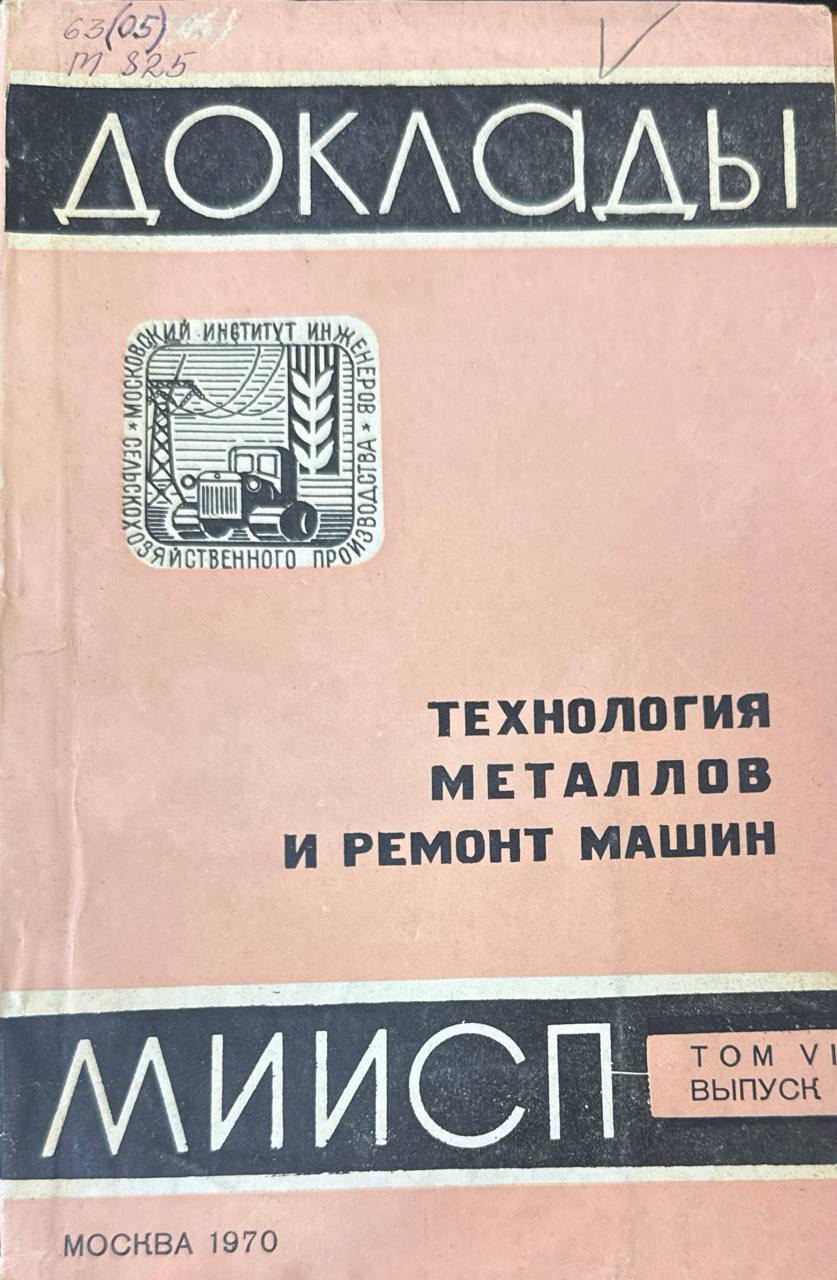 63(05)
т 825
ДОКЛАДЫ
МОСКОВСКИЙ ИНСТИТУТ ИНЖЕНЕРОВ
* СЕЛЬСКОХОЗЯЙСТВЕННОГО ПРОИЗВОДСТВА *
ТЕХНОЛОГИЯ
МЕТАЛЛОВ
И РЕМОНТ МАШИН
МИИСП
ТОМ VI
ВЫПУСК
МОСКВА 1970